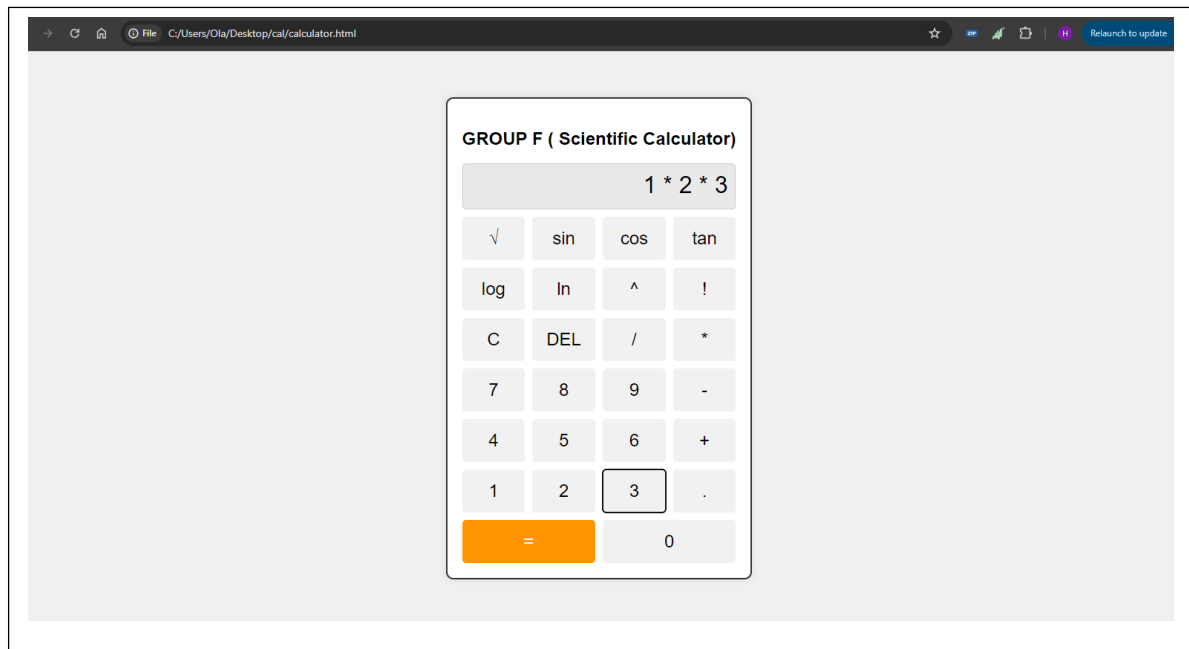 File C:/Users/Ola/Desktop/cal/calculator.html ZIP H Relaunch to update
GROUP F ( Scientific Calculator)
1 * 2 * 3
√ sin cos tan
log ln ^ !
C DEL / *
7 8 9 -
4 5 6 +
1 2 3 .
= 0